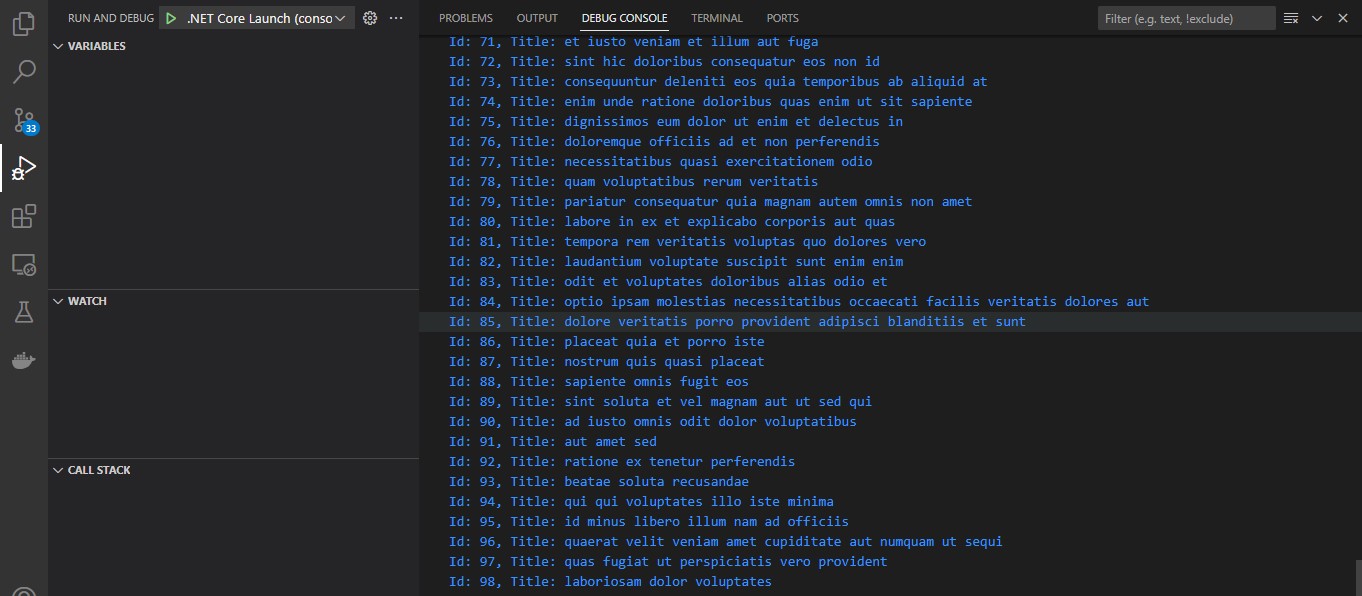 RUN AND DEBUG .NET Core Launch (conso
VARIABLES
33
WATCH
CALL STACK
PROBLEMS OUTPUT DEBUG CONSOLE TERMINAL PORTS Filter (e.g. text, !exclude)
Id: 71, Title: et iusto veniam et illum aut fuga
Id: 72, Title: sint hic doloribus consequatur eos non id
Id: 73, Title: consequuntur deleniti eos quia temporibus ab aliquid at
Id: 74, Title: enim unde ratione doloribus quas enim ut sit sapiente
Id: 75, Title: dignissimos eum dolor ut enim et delectus in
Id: 76, Title: doloremque officiis ad et non perferendis
Id: 77, Title: necessitatibus quasi exercitationem odio
Id: 78, Title: quam voluptatibus rerum veritatis
Id: 79, Title: pariatur consequatur quia magnam autem omnis non amet
Id: 80, Title: labore in ex et explicabo corporis aut quas
Id: 81, Title: tempora rem veritatis voluptas quo dolores vero
Id: 82, Title: laudantium voluptate suscipit sunt enim enim
Id: 83, Title: odit et voluptates doloribus alias odio et
Id: 84, Title: optio ipsam molestias necessitatibus occaecati facilis veritatis dolores aut
Id: 85, Title: dolore veritatis porro provident adipisci blanditiis et sunt
Id: 86, Title: placeat quia et porro iste
Id: 87, Title: nostrum quis quasi placeat
Id: 88, Title: sapiente omnis fugit eos
Id: 89, Title: sint soluta et vel magnam aut ut sed qui
Id: 90, Title: ad iusto omnis odit dolor voluptatibus
Id: 91, Title: aut amet sed
Id: 92, Title: ratione ex tenetur perferendis
Id: 93, Title: beatae soluta recusandae
Id: 94, Title: qui qui voluptates illo iste minima
Id: 95, Title: id minus libero illum nam ad officiis
Id: 96, Title: quaerat velit veniam amet cupiditate aut numquam ut sequi
Id: 97, Title: quas fugiat ut perspiciatis vero provident
Id: 98, Title: laboriosam dolor voluptates